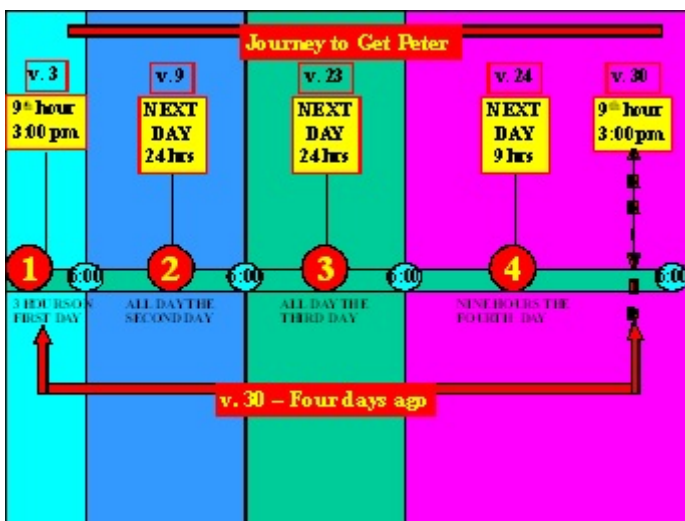 Journey to Get Peter
v. 3
v. 9
v. 23
v. 24
v. 30
9th hour
3:00 pm
NEXT
DAY
24 hrs
NEXT
DAY
24 hrs
NEXT
DAY
9 hrs
9th hour
3:00 pm
1
6:00
2
6:00
3
6:00
4
6:00
3 HOURS ON
FIRST DAY
ALL DAY THE
SECOND DAY
ALL DAY THE
THIRD DAY
NINE HOURS THE
FOURTH DAY
v. 30 – Four days ago